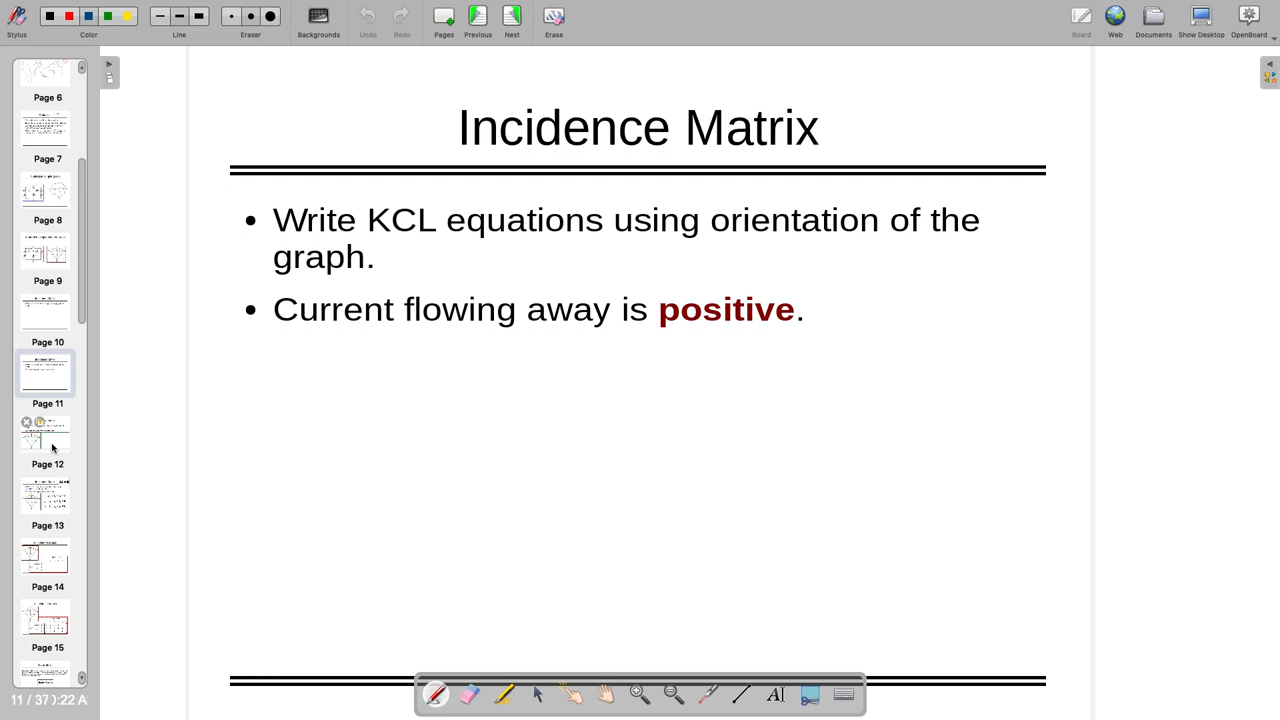 Stylus
Color
Line
Eraser
Backgrounds
Undo
Redo
Pages
Previous
Next
Erase
Board
Web
Documents
Show Desktop
OpenBoard
Page 6
Page 7
Page 8
Page 9
Page 10
Page 11
Page 12
Page 13
Page 14
Page 15
11 / 37
Incidence Matrix
• Write KCL equations using orientation of the
graph.
• Current flowing away is positive.